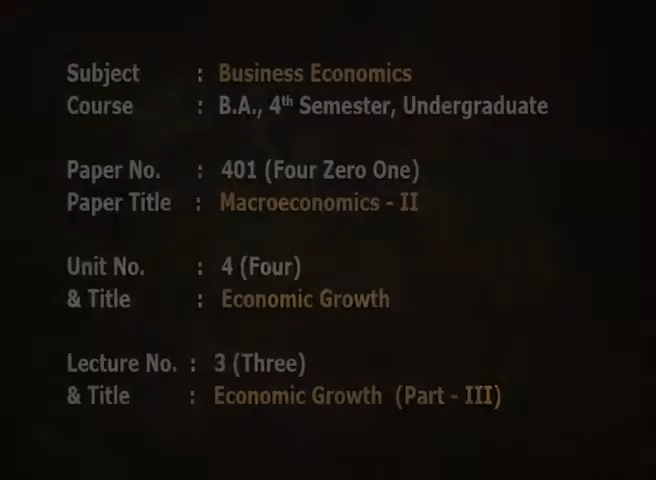 Subject : Business Economics
Course : B.A., 4th Semester, Undergraduate
Paper No. : 401 (Four Zero One)
Paper Title : Macroeconomics - II
Unit No. : 4 (Four)
& Title : Economic Growth
Lecture No. : 3 (Three)
& Title : Economic Growth (Part - III)